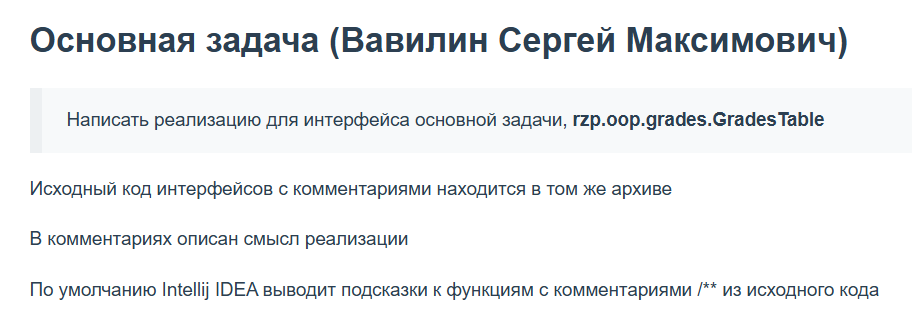 Основная задача (Вавилин Сергей Максимович)
Написать реализацию для интерфейса основной задачи, rzp.oop.grades.GradesTable
Исходный код интерфейсов с комментариями находится в том же архиве
В комментариях описан смысл реализации
По умолчанию Intellij IDEA выводит подсказки к функциям с комментариями /** из исходного кода